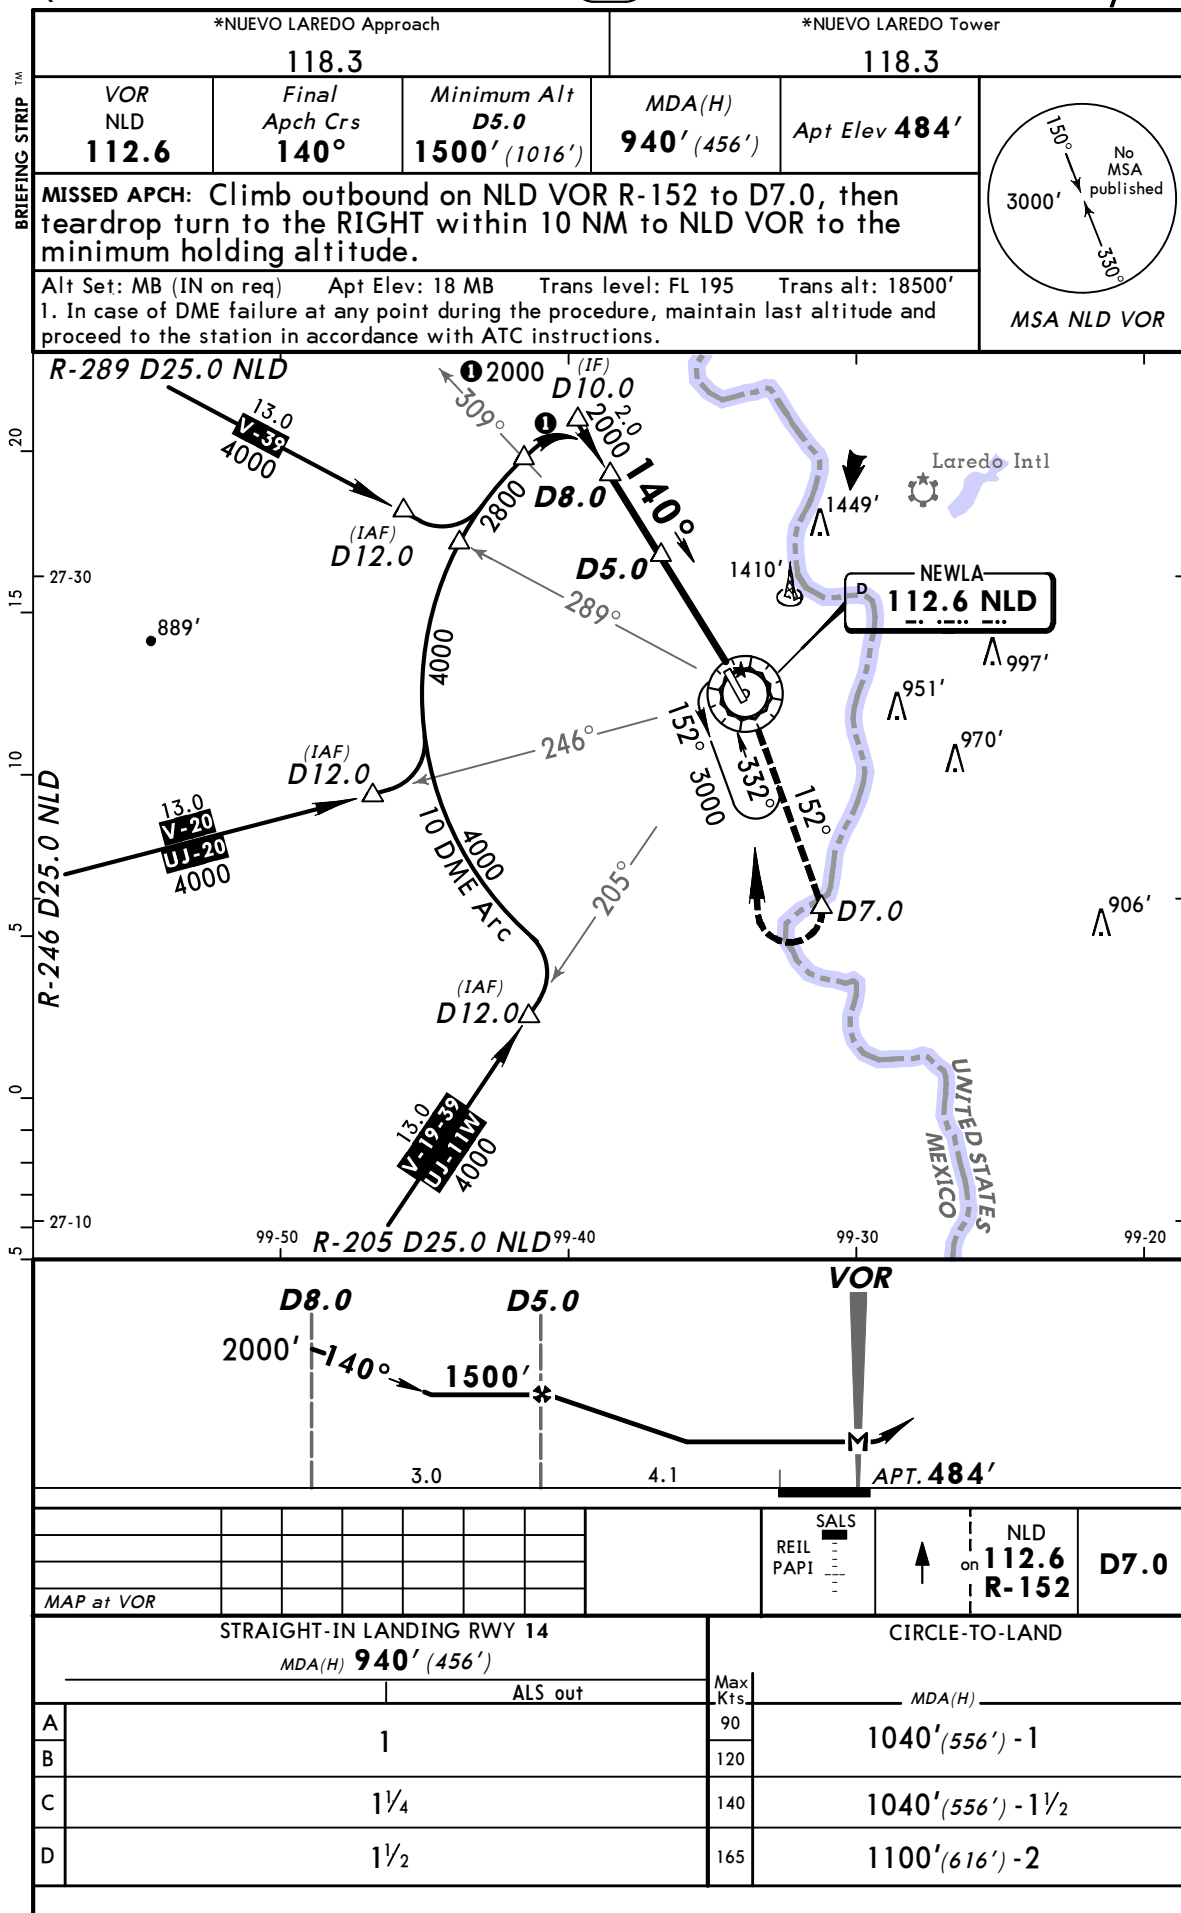 *NUEVO LAREDO Approach
118.3
*NUEVO LAREDO Tower
118.3
BRIEFING STRIP TM
VOR
NLD
112.6
Final
Apch Crs
140°
Minimum Alt
D5.0
1500' (1016')
MDA(H)
940' (456')
Apt Elev 484'
MISSED APCH: Climb outbound on NLD VOR R-152 to D7.0, then
teardrop turn to the RIGHT within 10 NM to NLD VOR to the
minimum holding altitude.
Alt Set: MB (IN on req) Apt Elev: 18 MB Trans level: FL 195 Trans alt: 18500'
1. In case of DME failure at any point during the procedure, maintain last altitude and
proceed to the station in accordance with ATC instructions.
150°
No
MSA
published
3000'
330°
MSA NLD VOR
R-289 D25.0 NLD
13.0
V-39
4000
(IAF)
D12.0
309°
1 2000
1
(IF)
D10.0
2.0
2000
140°
D8.0
2800
D5.0
289°
Laredo Intl
1449'
1410'
NEWLA
D 112.6 NLD
997'
951'
970'
906'
889'
4000
246°
(IAF)
D12.0
13.0
V-20
UJ-20
4000
R-246 D25.0 NLD
4000
10 DME Arc
205°
152°
3000
332°
152°
D7.0
(IAF)
D12.0
13.0
V-19-39
UJ-11W
4000
R-205 D25.0 NLD
UNITED STATES
MEXICO
20
15
10
5
0
5
27-30
27-10
99-50
99-40
99-30
99-20
D8.0
D5.0
VOR
2000'
140°
1500'
M
3.0
4.1
APT. 484'
MAP at VOR
SALS
REIL
PAPI
on
NLD
112.6
R-152
D7.0
STRAIGHT-IN LANDING RWY 14
MDA(H) 940' (456')
ALS out
CIRCLE-TO-LAND
Max
Kts
MDA(H)
A
B
1
90
120
1040' (556') - 1
C
1 1/4
140
1040' (556') - 1 1/2
D
1 1/2
165
1100' (616') - 2